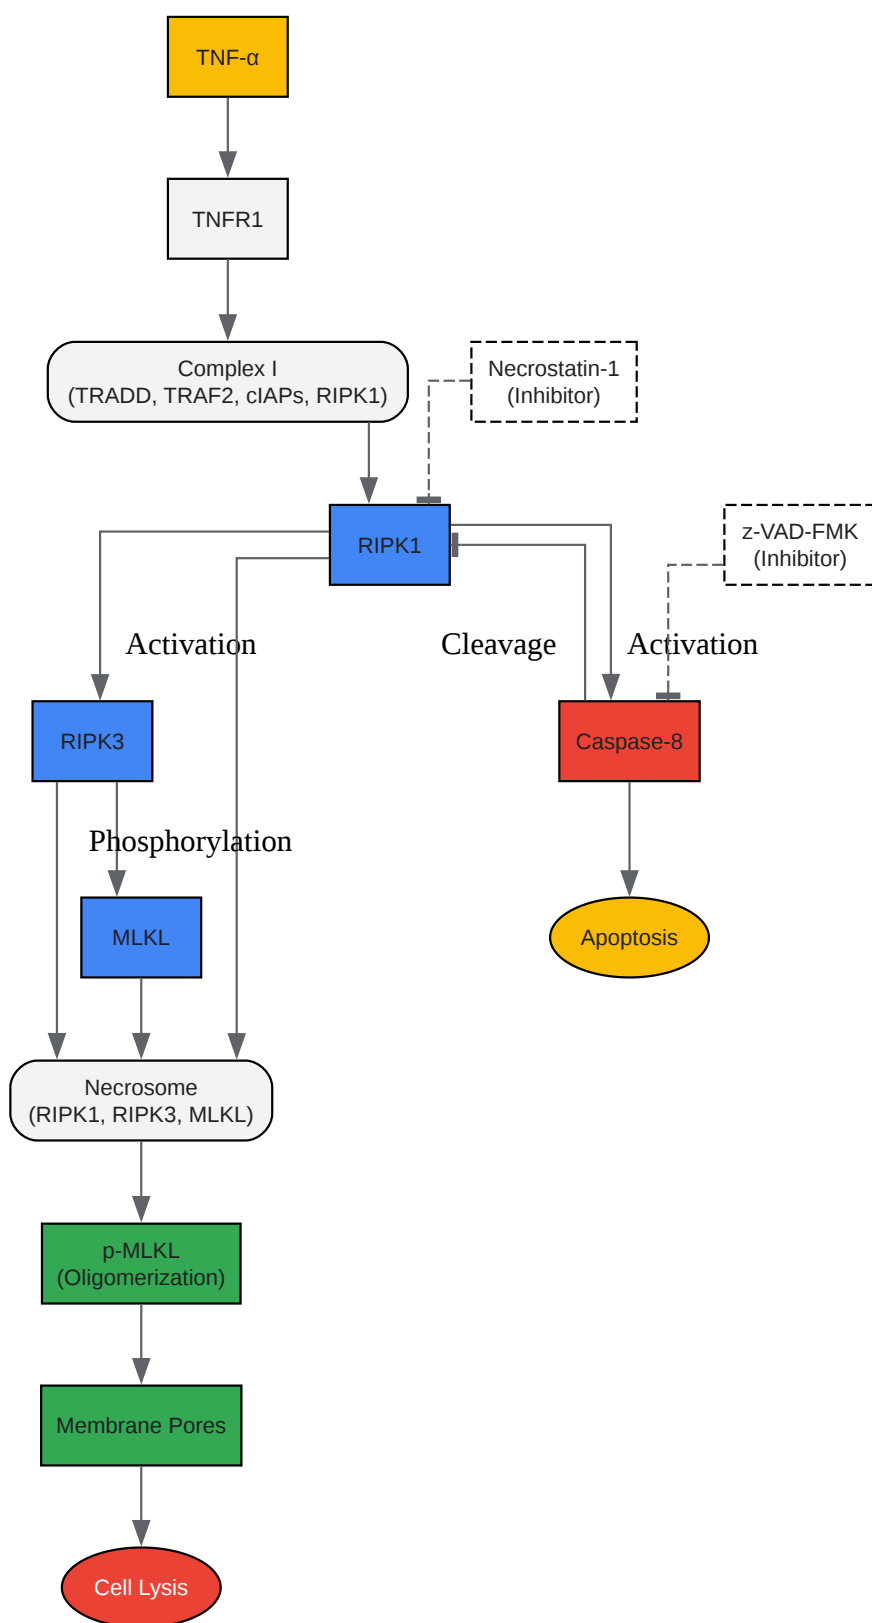 TNF-α
TNFR1
Complex I
(TRADD, TRAF2, cIAPs, RIPK1)
Necrostatin-1
(Inhibitor)
RIPK1
z-VAD-FMK
(Inhibitor)
Activation
Cleavage
Activation
RIPK3
Caspase-8
Phosphorylation
MLKL
Apoptosis
Necrosome
(RIPK1, RIPK3, MLKL)
p-MLKL
(Oligomerization)
Membrane Pores
Cell Lysis